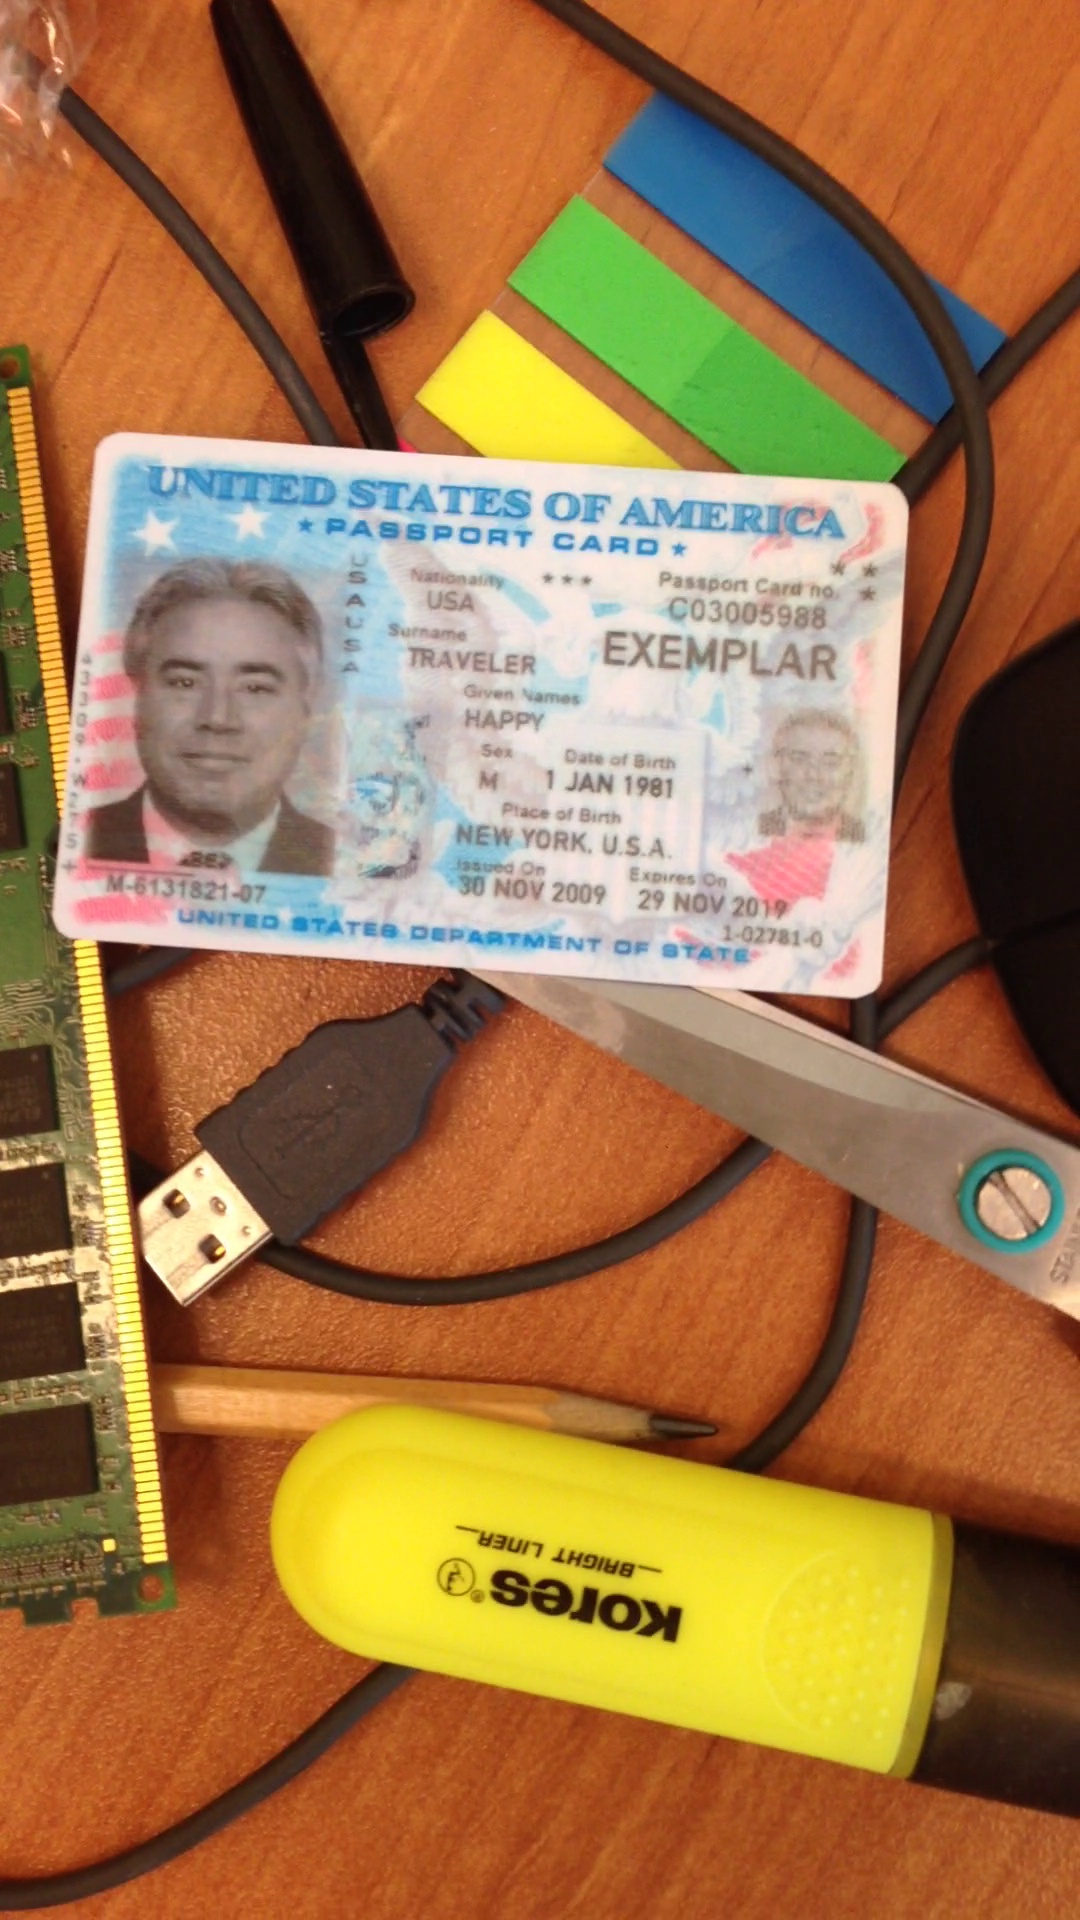 UNITED STATES OF AMERICA
★ PASSPORT CARD ★
USAUSA
Nationality *** Passport Card no.
USA C03005988
Surname
TRAVELER EXEMPLAR
Given Names
HAPPY
Sex Date of Birth
M 1 JAN 1981
Place of Birth
NEW YORK, U.S.A.
Issued On Expires On
30 NOV 2009 29 NOV 2019
M-6131821-07
1-02781-0
UNITED STATES DEPARTMENT OF STATE
Kores®
BRIGHT LINER